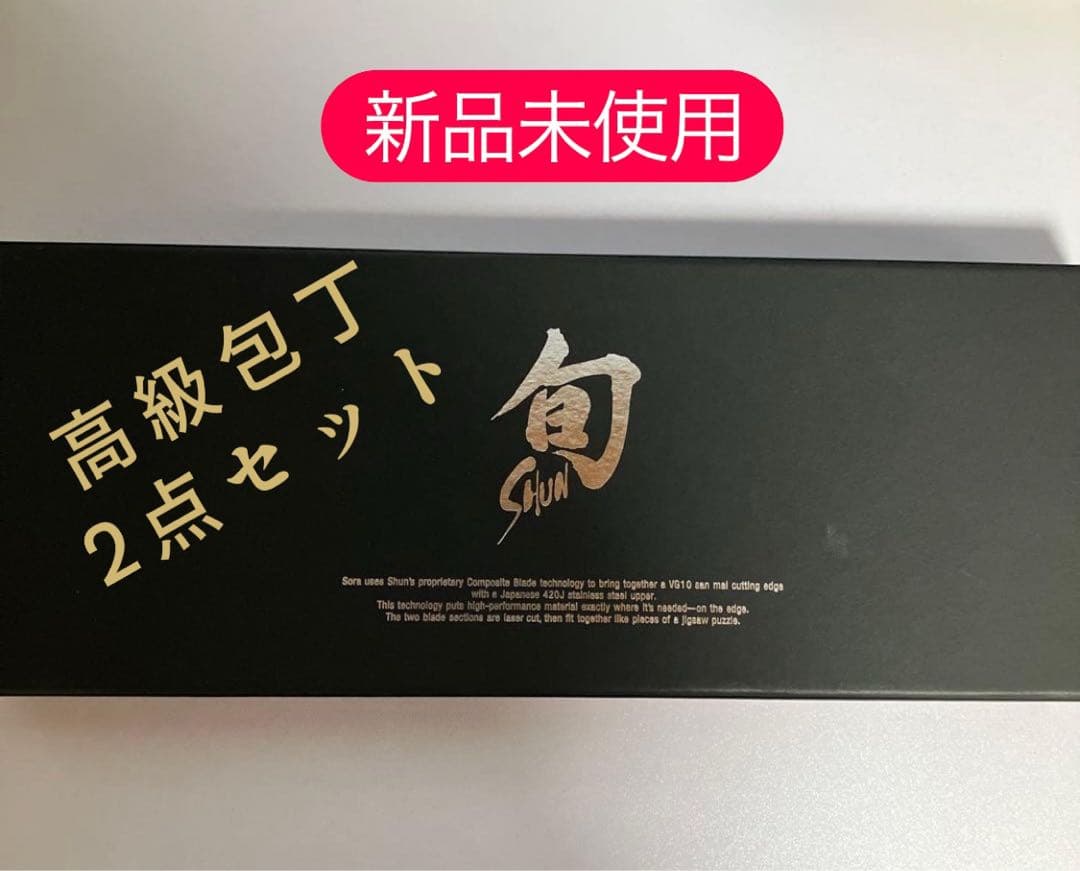 新品未使用
高級包丁
2点セット
旬
SHUN
Sora uses Shun's proprietary Composite Blade technology to bring together a VG10 san mai cutting edge
with a Japanese 420J stainless steel upper.
This technology puts high-performance material exactly where it's needed—on the edge.
The two blade sections are laser cut, then fit together like pieces of a jigsaw puzzle.